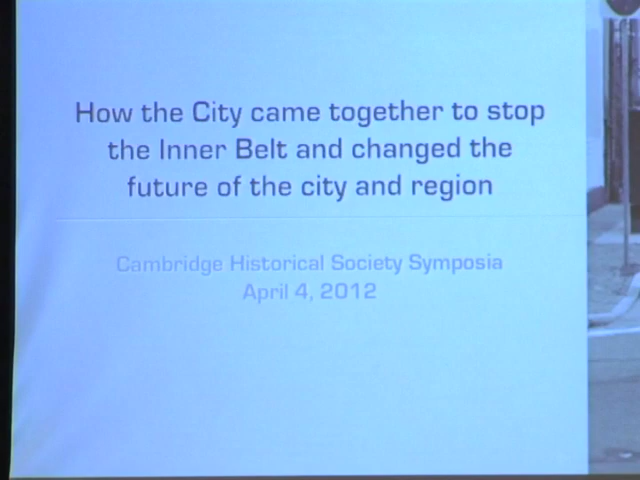 How the City came together to stop
the Inner Belt and changed the
future of the city and region
Cambridge Historical Society Symposia
April 4, 2012